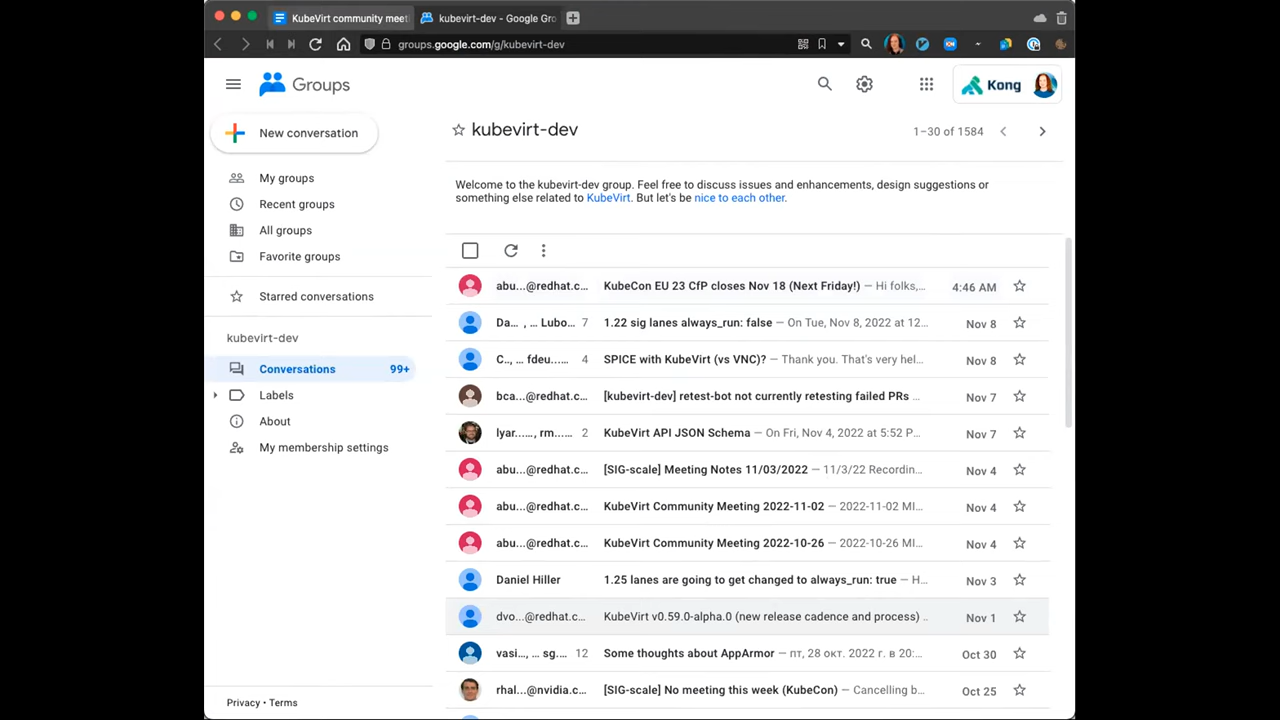 KubeVirt community meet
kubevirt-dev - Google Gro
groups.google.com/g/kubevirt-dev
Groups
Kong
New conversation
kubevirt-dev
1–30 of 1584
My groups
Recent groups
All groups
Favorite groups
Starred conversations
kubevirt-dev
Conversations 99+
Labels
About
My membership settings
Privacy • Terms
Welcome to the kubevirt-dev group. Feel free to discuss issues and enhancements, design suggestions or
something else related to KubeVirt. But let's be nice to each other.
abu...@redhat.c... KubeCon EU 23 CfP closes Nov 18 (Next Friday!) — Hi folks,... 4:46 AM
Da... , ... Lubo... 7 1.22 sig lanes always_run: false — On Tue, Nov 8, 2022 at 12... Nov 8
C.., ... fdeu...... 4 SPICE with KubeVirt (vs VNC)? — Thank you. That's very hel... Nov 8
bca...@redhat.c... [kubevirt-dev] retest-bot not currently retesting failed PRs ... Nov 7
lyar......, rm...... 2 KubeVirt API JSON Schema — On Fri, Nov 4, 2022 at 5:52 P... Nov 7
abu...@redhat.c... [SIG-scale] Meeting Notes 11/03/2022 — 11/3/22 Recordin... Nov 4
abu...@redhat.c... KubeVirt Community Meeting 2022-11-02 — 2022-11-02 MI... Nov 4
abu...@redhat.c... KubeVirt Community Meeting 2022-10-26 — 2022-10-26 MI... Nov 4
Daniel Hiller 1.25 lanes are going to get changed to always_run: true — H... Nov 3
dvo...@redhat.c... KubeVirt v0.59.0-alpha.0 (new release cadence and process) ... Nov 1
vasi..., ... sg.... 12 Some thoughts about AppArmor — пт, 28 окт. 2022 г. в 20:... Oct 30
rhal...@nvidia.c... [SIG-scale] No meeting this week (KubeCon) — Cancelling b... Oct 25